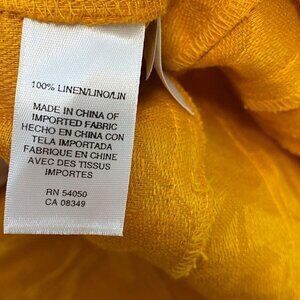 100% LINEN/LINO/LIN
MADE IN CHINA OF
IMPORTED FABRIC
HECHO EN CHINA CON
TELA IMPORTADA
FABRIQUE EN CHINE
AVEC DES TISSUS
IMPORTES
RN 54050
CA 08349